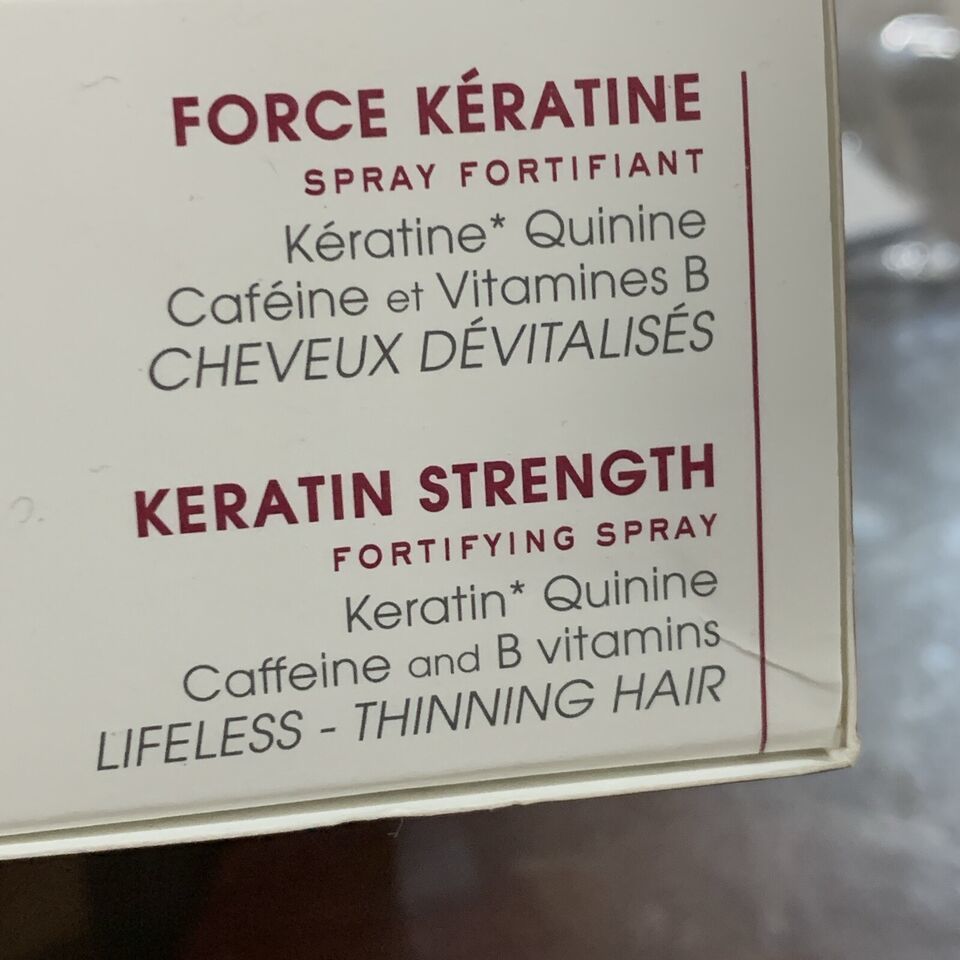 FORCE KÉRATINE
SPRAY FORTIFIANT
Kératine* Quinine
Caféine et Vitamines B
CHEVEUX DÉVITALISÉS
KERATIN STRENGTH
FORTIFYING SPRAY
Keratin* Quinine
Caffeine and B vitamins
LIFELESS - THINNING HAIR